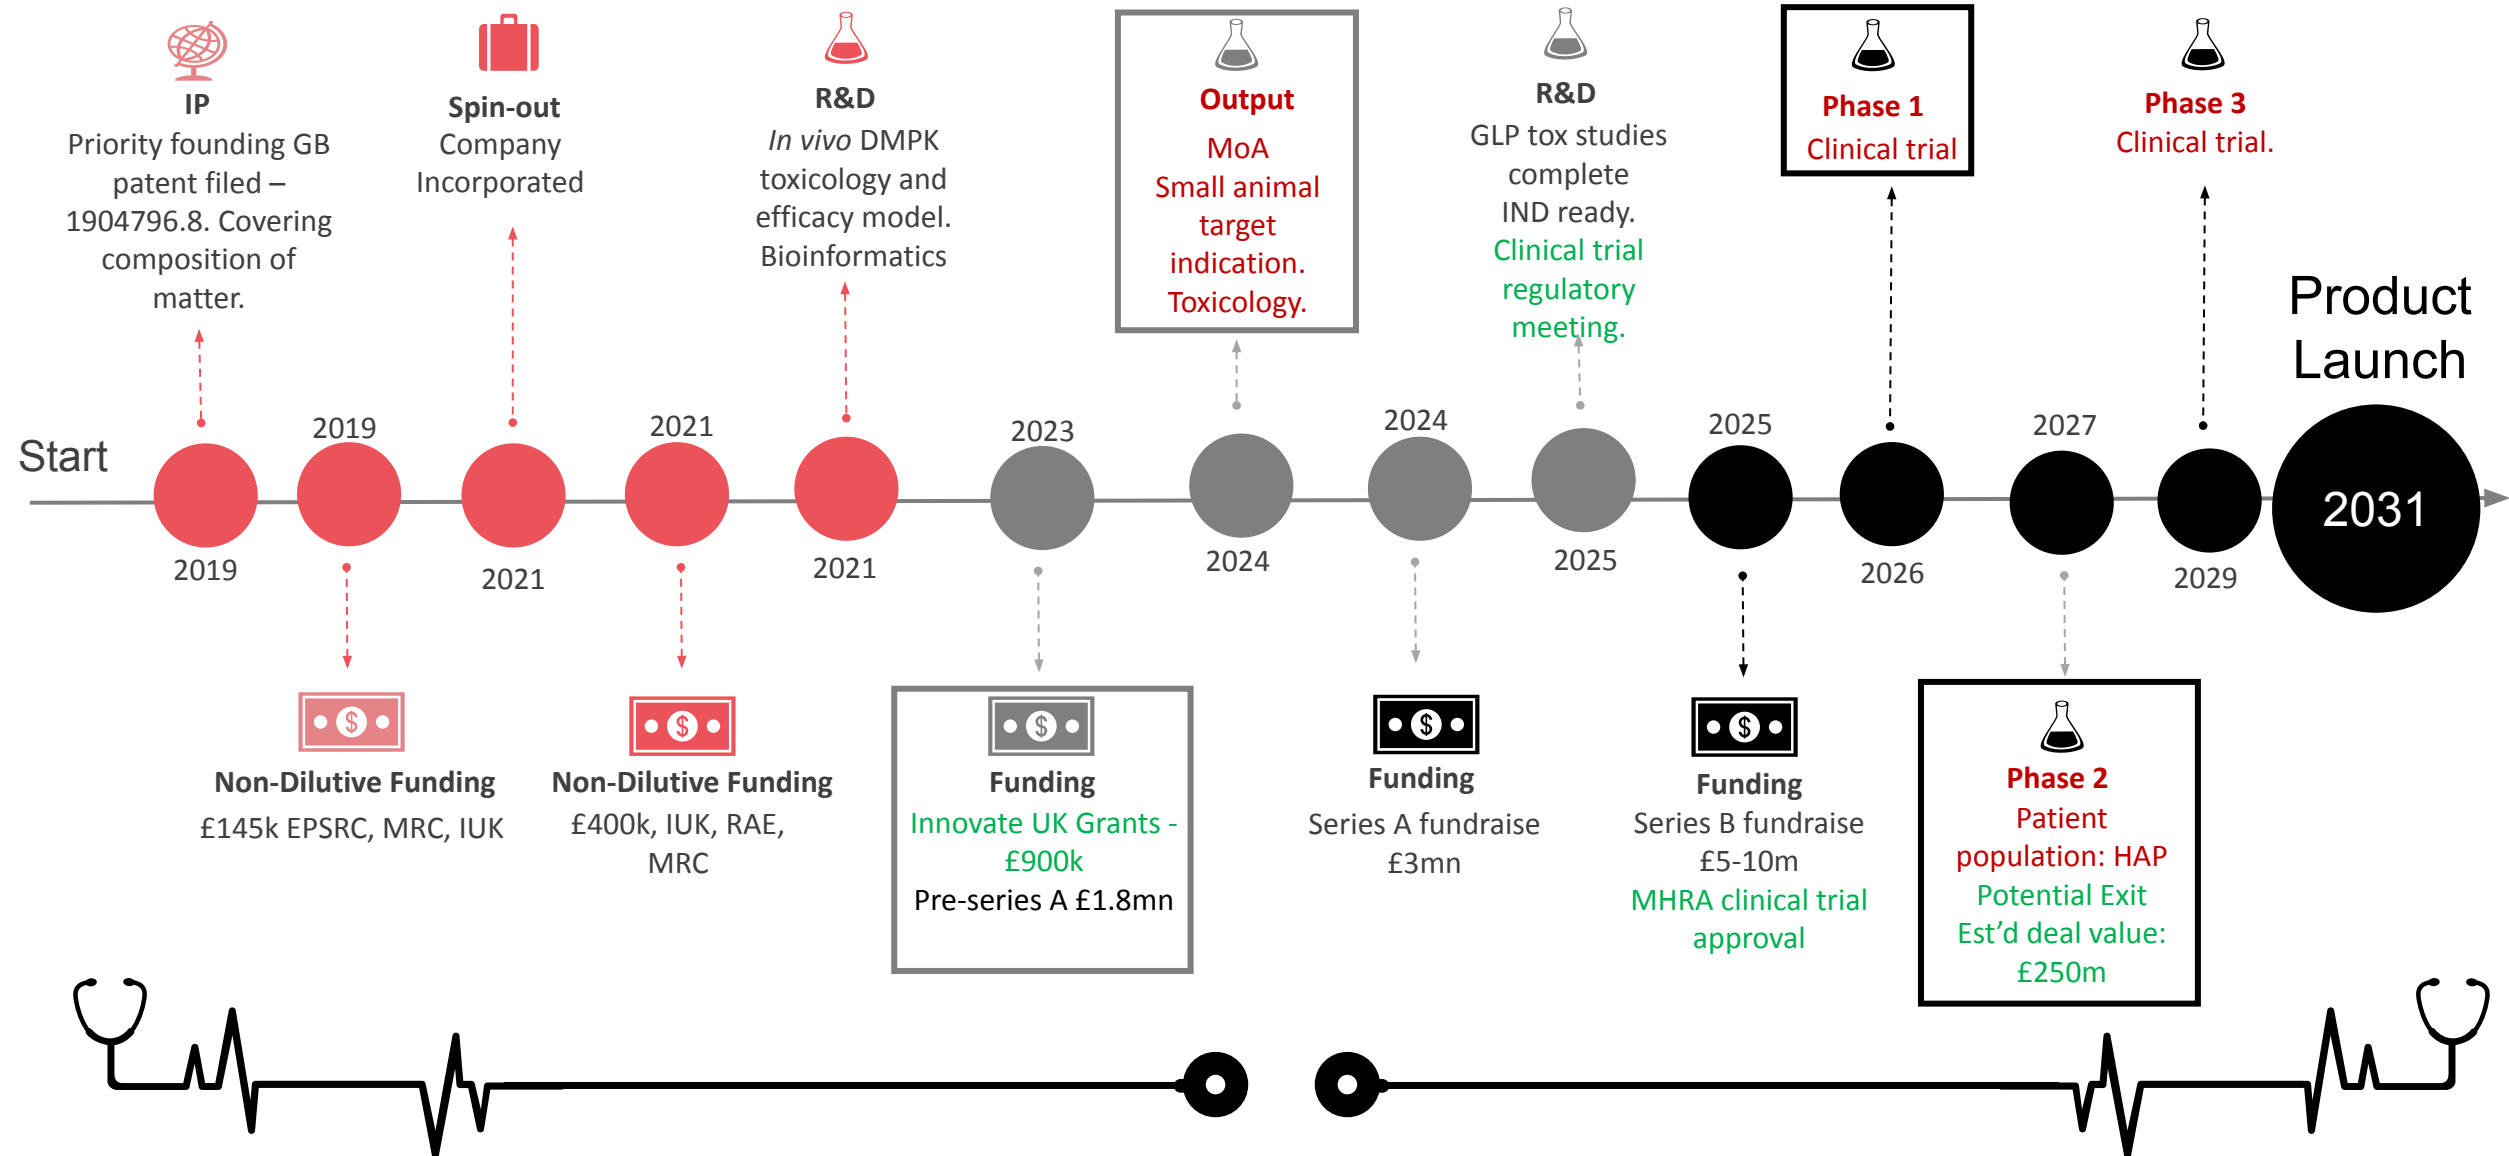 IP
Priority founding GB
patent filed –
1904796.8. Covering
composition of
matter.
Spin-out
Company
Incorporated
R&D
In vivo DMPK
toxicology and
efficacy model.
Bioinformatics
Output
MoA
Small animal
target
indication.
Toxicology.
R&D
GLP tox studies
complete
IND ready.
Clinical trial
regulatory
meeting.
Phase 1
Clinical trial
Phase 3
Clinical trial.
Product
Launch
Start
2019
2019
2021
2021
2021
2023
2024
2024
2025
2025
2026
2027
2029
2031
$
Non-Dilutive Funding
£145k EPSRC, MRC, IUK
$
Non-Dilutive Funding
£400k, IUK, RAE,
MRC
$
Funding
Innovate UK Grants -
£900k
Pre-series A £1.8mn
$
Funding
Series A fundraise
£3mn
$
Funding
Series B fundraise
£5-10m
MHRA clinical trial
approval
Phase 2
Patient
population: HAP
Potential Exit
Est’d deal value:
£250m